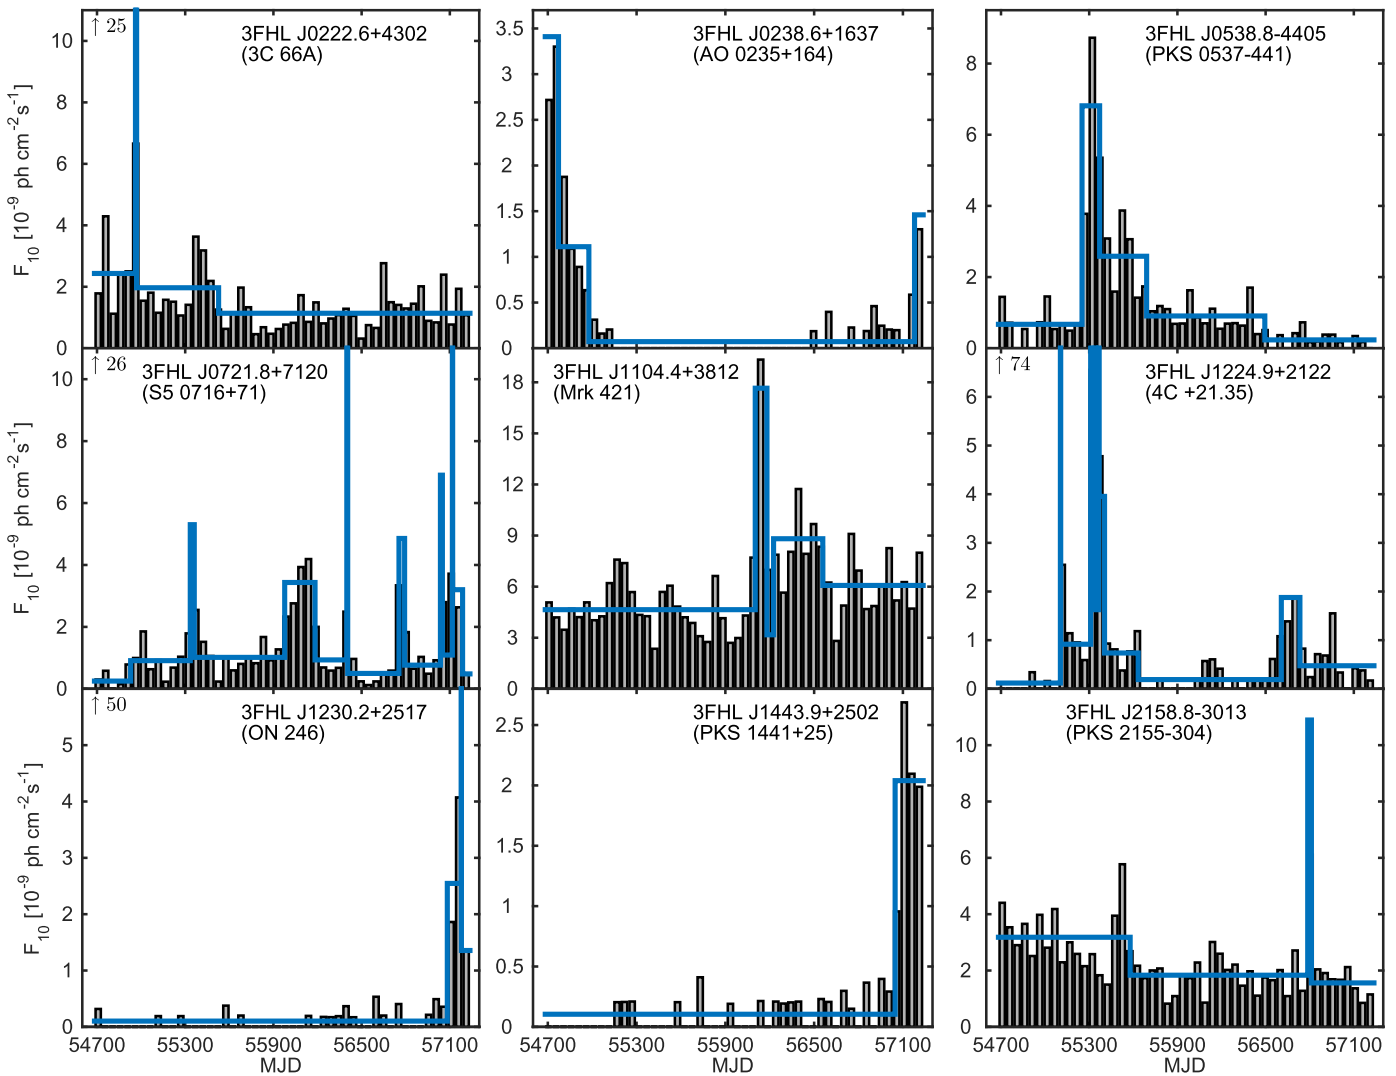 ↑ 25
3FHL J0222.6+4302
(3C 66A)
10
8
6
4
2
0
F10 [10-9 ph cm-2 s-1]
3FHL J0238.6+1637
(AO 0235+164)
3.5
3
2.5
2
1.5
1
0.5
0
3FHL J0538.8-4405
(PKS 0537-441)
8
6
4
2
0
↑ 26
3FHL J0721.8+7120
(S5 0716+71)
10
8
6
4
2
0
F10 [10-9 ph cm-2 s-1]
3FHL J1104.4+3812
(Mrk 421)
18
15
12
9
6
3
0
↑ 74
3FHL J1224.9+2122
(4C +21.35)
6
5
4
3
2
1
0
↑ 50
3FHL J1230.2+2517
(ON 246)
5
4
3
2
1
0
F10 [10-9 ph cm-2 s-1]
54700 55300 55900 56500 57100
MJD
3FHL J1443.9+2502
(PKS 1441+25)
2.5
2
1.5
1
0.5
0
54700 55300 55900 56500 57100
MJD
3FHL J2158.8-3013
(PKS 2155-304)
10
8
6
4
2
0
54700 55300 55900 56500 57100
MJD